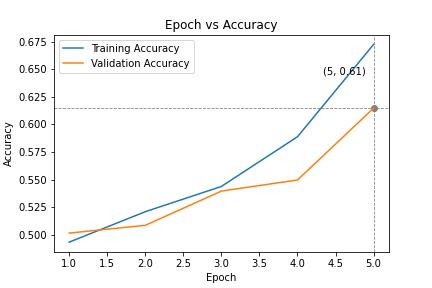 Epoch vs Accuracy
0.675
0.650
0.625
0.600
0.575
0.550
0.525
0.500
Accuracy
Training Accuracy
Validation Accuracy
(5, 0.61)
1.0 1.5 2.0 2.5 3.0 3.5 4.0 4.5 5.0
Epoch